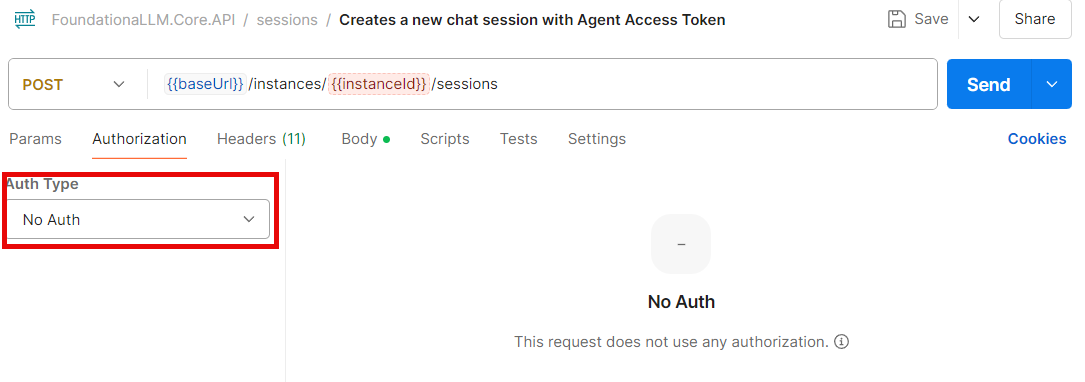 HTTP FoundationaLLM.Core.API / sessions / Creates a new chat session with Agent Access Token Save Share
POST {{baseUrl}} /instances/ {{instanceId}} /sessions Send
Params Authorization Headers (11) Body Scripts Tests Settings Cookies
Auth Type
No Auth
No Auth
This request does not use any authorization.